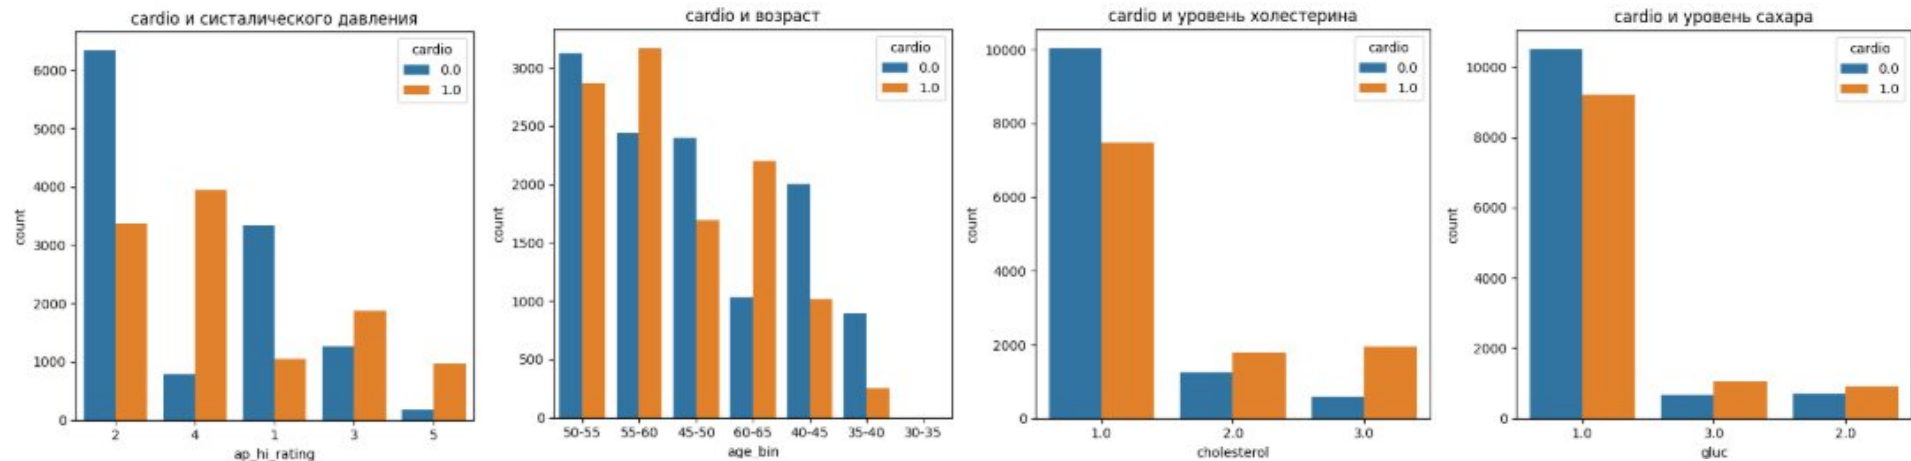 cardio и систалического давления
cardio
0.0
1.0
6000
5000
4000
3000
2000
1000
0
count
2 4 1 3 5
ap_hi_rating
cardio и возраст
cardio
0.0
1.0
3000
2500
2000
1500
1000
500
0
count
50-55 55-60 45-50 60-65 40-45 35-40 30-35
age_bin
cardio и уровень холестерина
cardio
0.0
1.0
10000
8000
6000
4000
2000
0
count
1.0 2.0 3.0
cholesterol
cardio и уровень сахара
cardio
0.0
1.0
10000
8000
6000
4000
2000
0
count
1.0 3.0 2.0
gluc